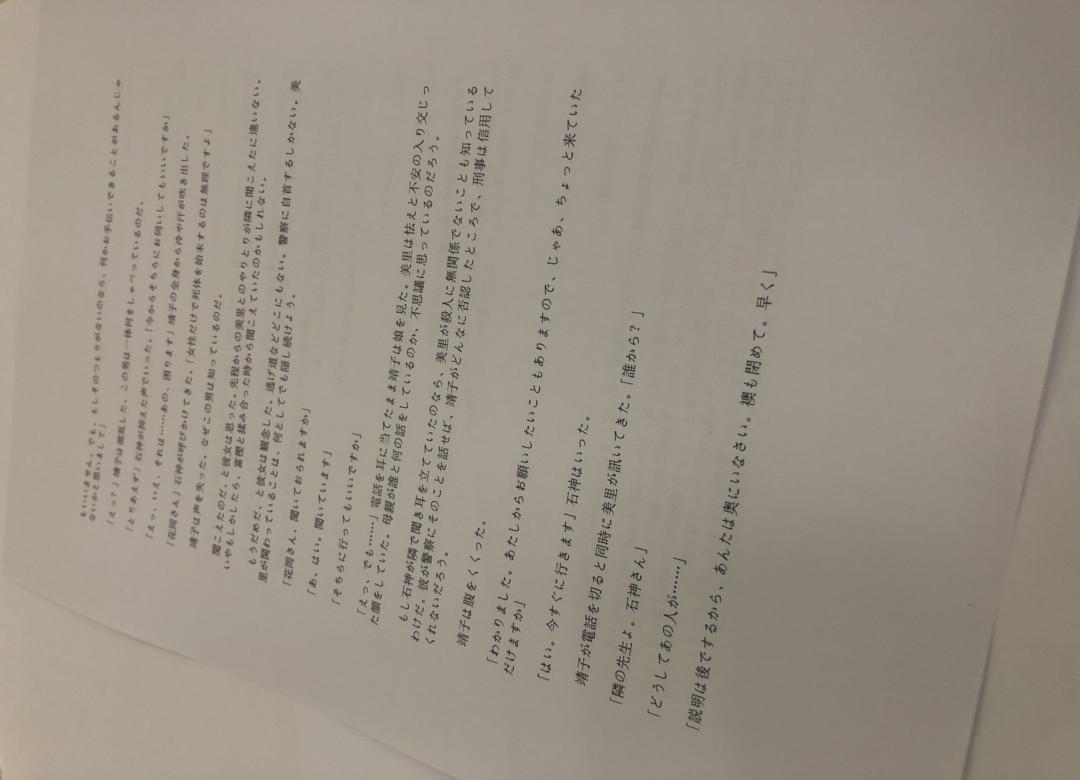 もいいません。でも、もしそのつもりがないのなら、何かお手伝いできることがあるんじゃ
ないかと思いまして」
「えっ？」靖子は混乱した。この男は一体何をしゃべっているのだ。
「とりあえず」石神が抑えた声でいった。「今からそちらにお伺いしてもいいですか」
「えっ、いえ、それは……あの、困ります」靖子の全身から冷や汗が吹き出した。
「花岡さん」石神が呼びかけてきた。「女性だけで死体を始末するのは無理ですよ」
靖子は声を失った。なぜこの男は知っているのだ。
聞こえたのだ、と彼女は思った。先程からの美里とのやりとりが隣に聞こえたに違いない。
いやもしかしたら、富樫と揉み合った時から聞こえていたのかもしれない。
もうだめだ、と彼女は観念した。逃げ道などどこにもない。警察に自首するしかない。美
里が関わっていることは、何としてでも隠し続けよう。
「花岡さん、聞いておられますか」
「あ、はい。聞いています」
「そちらに行ってもいいですか」
「えっ、でも……」電話を耳に当てたまま靖子は娘を見た。美里は怯えと不安の入り交じっ
た顔をしていた。母親が誰と何の話をしているのか、不思議に思っているのだろう。
もし石神が隣で聞き耳を立てていたのなら、美里が殺人に無関係でないことも知っている
わけだ。彼が警察にそのことを話せば、靖子がどんなに否認したところで、刑事は信用して
くれないだろう。
靖子は腹をくくった。
「わかりました。あたしからお願いしたいこともありますので、じゃあ、ちょっと来ていた
だけますか」
「はい。今すぐに行きます」石神はいった。
靖子が電話を切ると同時に美里が訊いてきた。「誰から？」
「隣の先生よ。石神さん」
「どうしてあの人が……」
「説明は後でするから、あんたは奥にいなさい。襖も閉めて。早く」